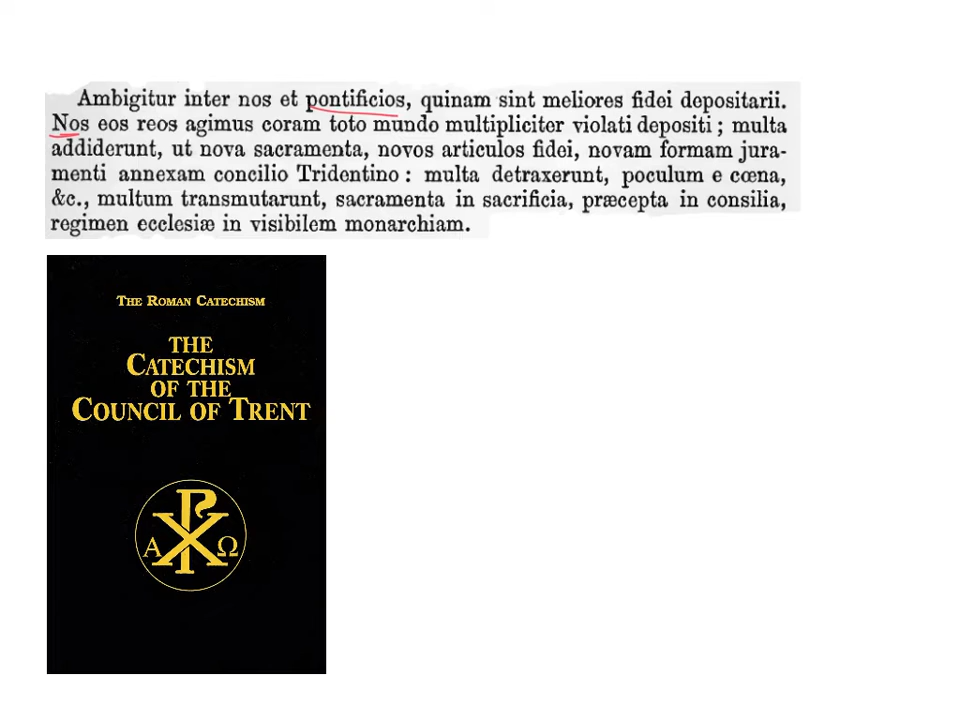 Ambigitur inter nos et pontificios, quinam sint meliores fidei depositarii.
Nos eos reos agimus coram toto mundo multipliciter violati depositi ; multa
addiderunt, ut nova sacramenta, novos articulos fidei, novam formam jura-
menti annexam concilio Tridentino : multa detraxerunt, poculum e cœna,
&c., multum transmutarunt, sacramenta in sacrificia, præcepta in consilia,
regimen ecclesiæ in visibilem monarchiam.
THE ROMAN CATECHISM
THE
CATECHISM
OF THE
COUNCIL OF TRENT
Α Ω